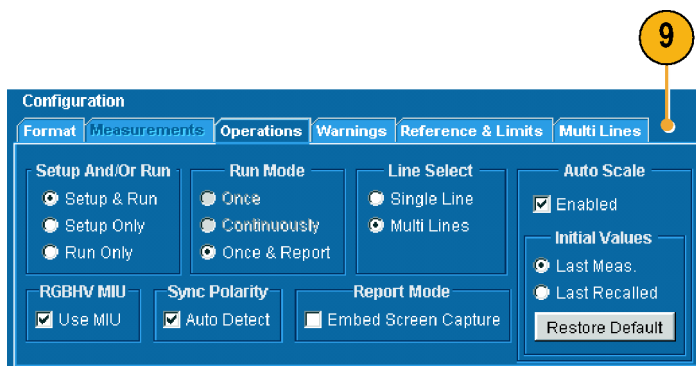 9
Configuration
Format Measurements Operations Warnings Reference & Limits Multi Lines
Setup And/Or Run Run Mode Line Select Auto Scale
Setup & Run Once Single Line Enabled
Setup Only Continuously Multi Lines Initial Values
Run Only Once & Report Last Meas.
RGBHV MIU Sync Polarity Report Mode Last Recalled
Use MIU Auto Detect Embed Screen Capture Restore Default